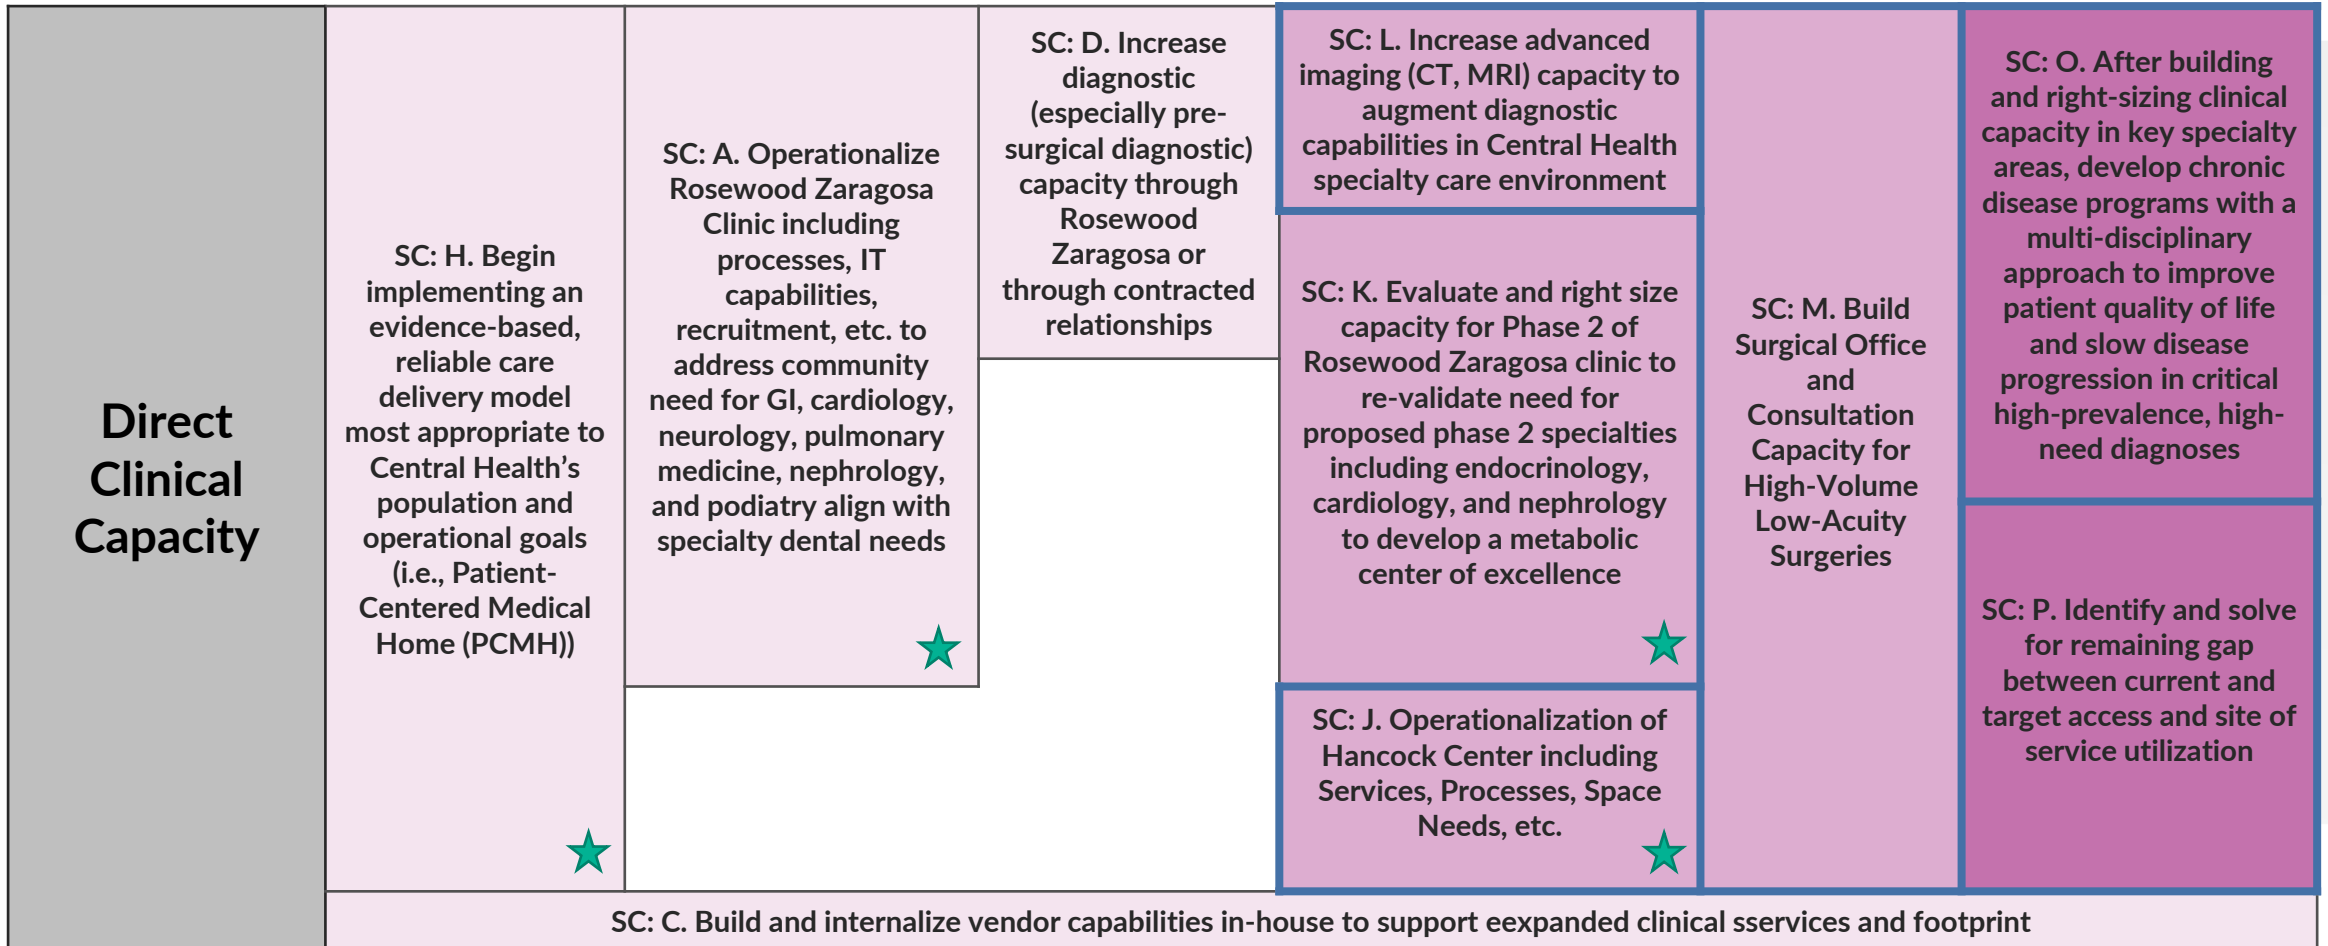 Direct
Clinical
Capacity
SC: H. Begin
implementing an
evidence-based,
reliable care
delivery model
most appropriate to
Central Health’s
population and
operational goals
(i.e., Patient-
Centered Medical
Home (PCMH))
SC: A. Operationalize
Rosewood Zaragosa
Clinic including
processes, IT
capabilities,
recruitment, etc. to
address community
need for GI, cardiology,
neurology, pulmonary
medicine, nephrology,
and podiatry align with
specialty dental needs
SC: D. Increase
diagnostic
(especially pre-
surgical diagnostic)
capacity through
Rosewood
Zaragosa or
through contracted
relationships
SC: L. Increase advanced
imaging (CT, MRI) capacity to
augment diagnostic
capabilities in Central Health
specialty care environment
SC: K. Evaluate and right size
capacity for Phase 2 of
Rosewood Zaragosa clinic to
re-validate need for
proposed phase 2 specialties
including endocrinology,
cardiology, and nephrology
to develop a metabolic
center of excellence
SC: J. Operationalization of
Hancock Center including
Services, Processes, Space
Needs, etc.
SC: M. Build
Surgical Office
and
Consultation
Capacity for
High-Volume
Low-Acuity
Surgeries
SC: O. After building
and right-sizing clinical
capacity in key specialty
areas, develop chronic
disease programs with a
multi-disciplinary
approach to improve
patient quality of life
and slow disease
progression in critical
high-prevalence, high-
need diagnoses
SC: P. Identify and solve
for remaining gap
between current and
target access and site of
service utilization
SC: C. Build and internalize vendor capabilities in-house to support eexpanded clinical sservices and footprint